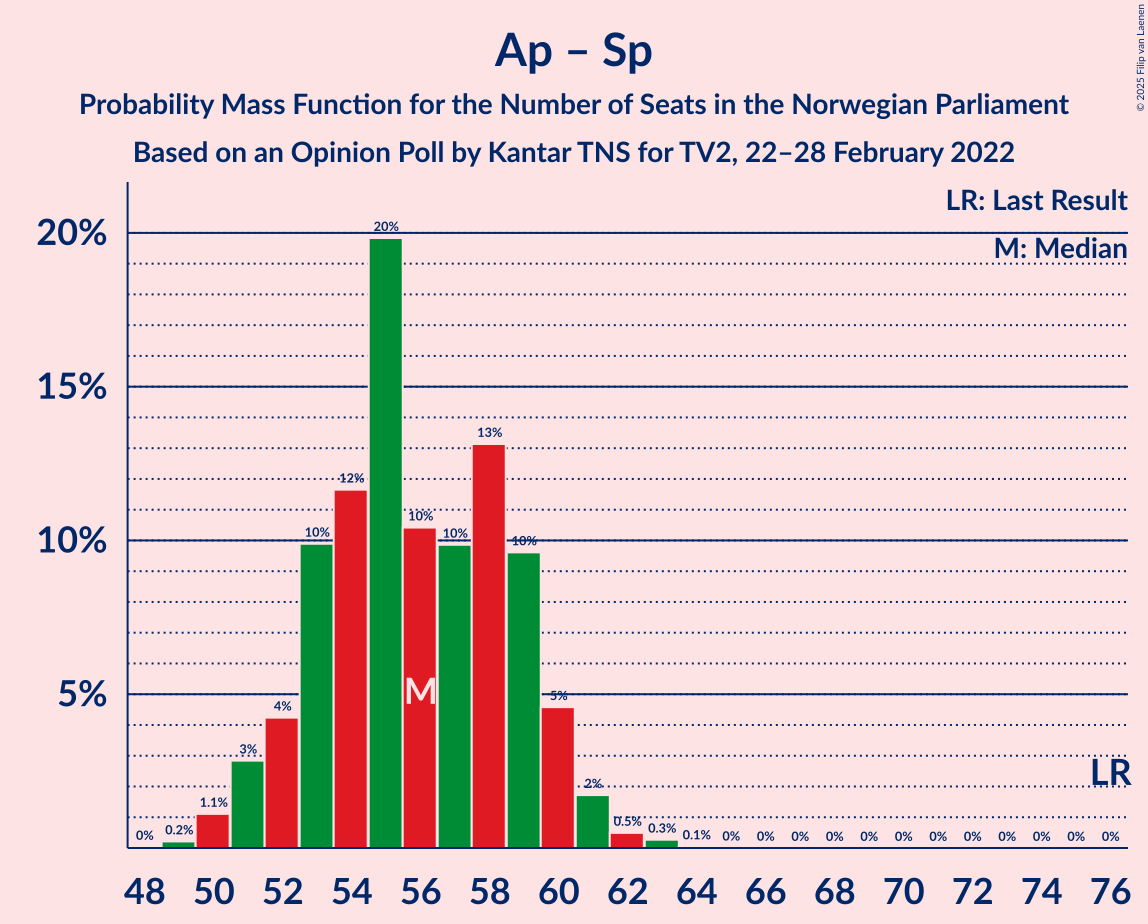 Ap – Sp
Probability Mass Function for the Number of Seats in the Norwegian Parliament
Based on an Opinion Poll by Kantar TNS for TV2, 22–28 February 2022
© 2025 Filip van Laenen
LR: Last Result
M: Median
20%
15%
10%
5%
0% 0.2% 1.1% 3% 4% 10% 12% 20% 10% 10% 13% 10% 5% 2% 0.5% 0.3% 0.1% 0% 0% 0% 0% 0% 0% 0% 0% 0% 0% 0% 0%
M
LR
48 50 52 54 56 58 60 62 64 66 68 70 72 74 76